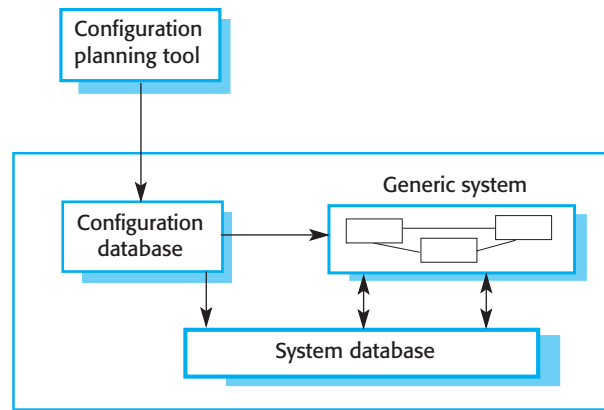 Configuration
planning tool
Generic system
Configuration
database
System database